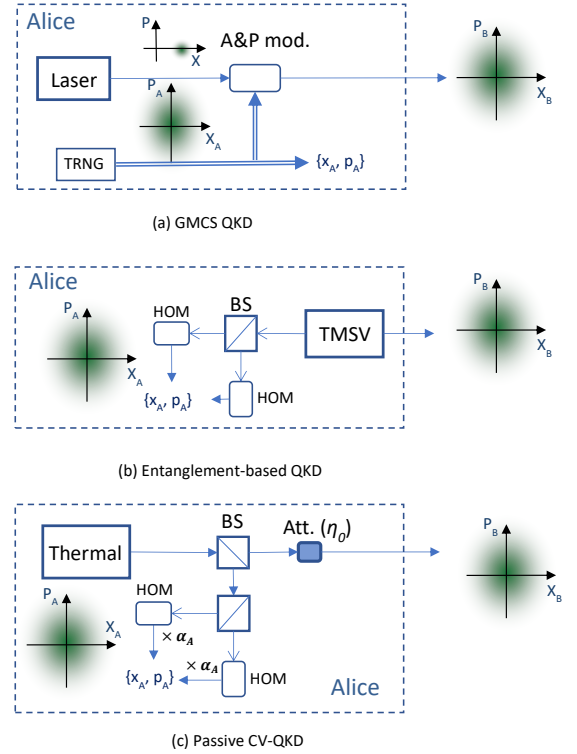 Alice
P
X
A&P mod.
Laser
P_A
X_A
TRNG
{x_A, p_A}
P_B
X_B
(a) GMCS QKD
Alice
P_A
X_A
HOM
BS
TMSV
HOM
{x_A, p_A}
P_B
X_B
(b) Entanglement-based QKD
BS
Att. (η_0)
Thermal
P_A
X_A
HOM
× α_A
× α_A
{x_A, p_A}
HOM
Alice
P_B
X_B
(c) Passive CV-QKD